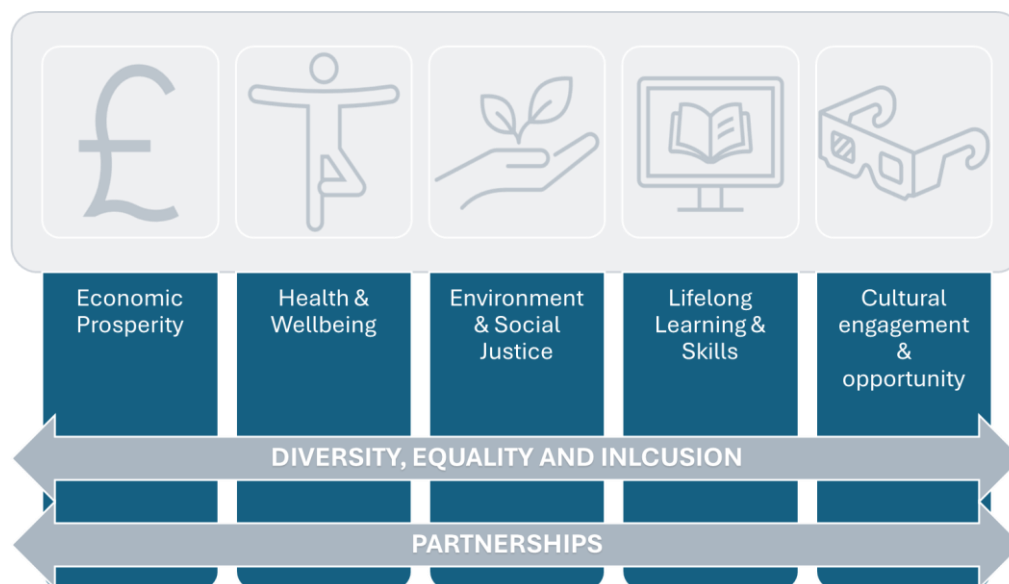 £
Economic
Prosperity
Health &
Wellbeing
Environment
& Social
Justice
Lifelong
Learning &
Skills
Cultural
engagement
&
opportunity
DIVERSITY, EQUALITY AND INLCUSION
PARTNERSHIPS